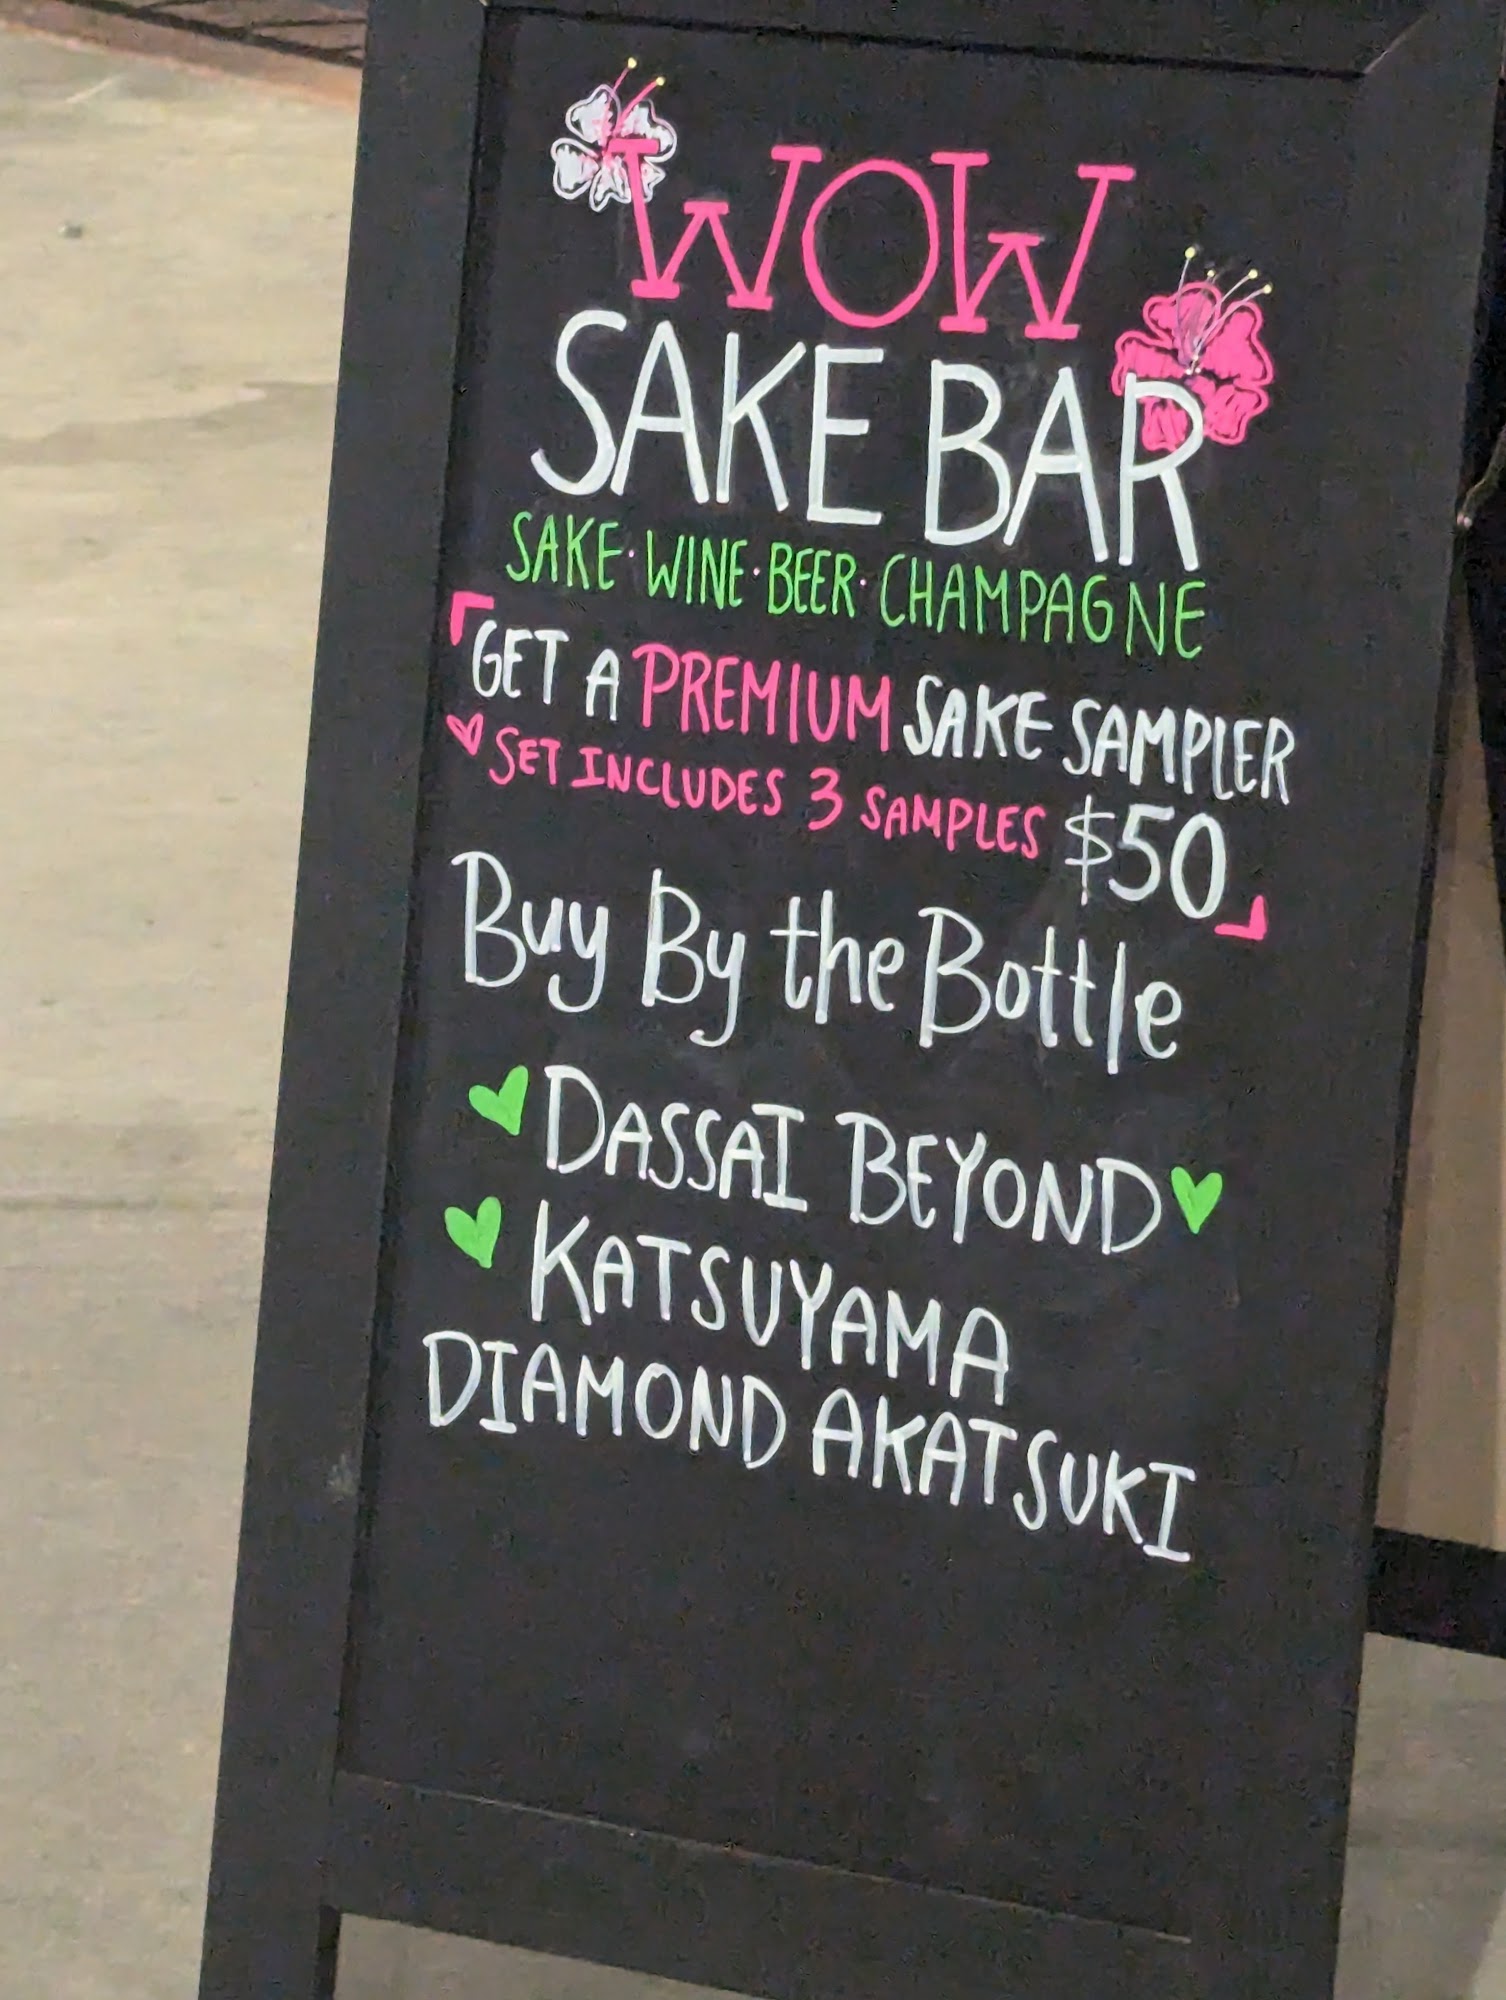 WOW
SAKE BAR
SAKE·WINE·BEER·CHAMPAGNE
「GET A PREMIUM SAKE SAMPLER
♥ SET INCLUDES 3 SAMPLES $50」
Buy By the Bottle
♥ DASSAI BEYOND ♥
♥ KATSUYAMA
DIAMOND AKATSUKI